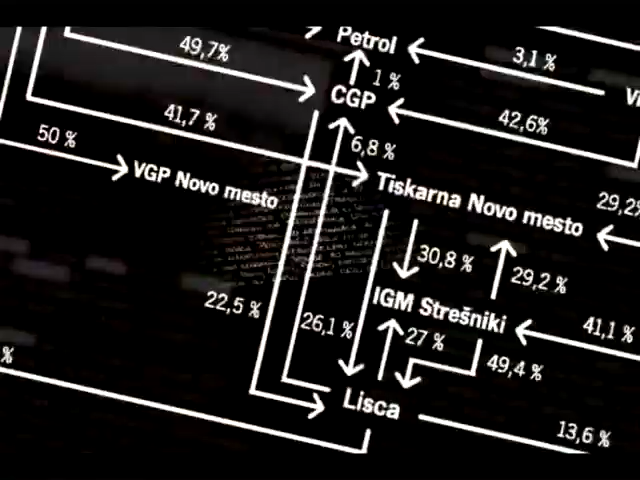 Petrol
49,7%
3,1 %
1 %
CGP
41,7 %
42,6%
50 %
6,8 %
VGP Novo mesto
Tiskarna Novo mesto
30,8 %
29,2 %
22,5 %
26,1 %
IGM Strešniki
27 %
41,1 %
49,4 %
%
Lisca
13,6 %